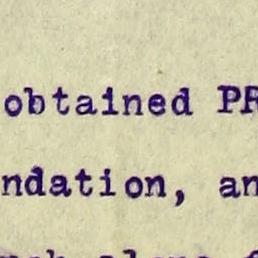 obtained PR
ndation, an